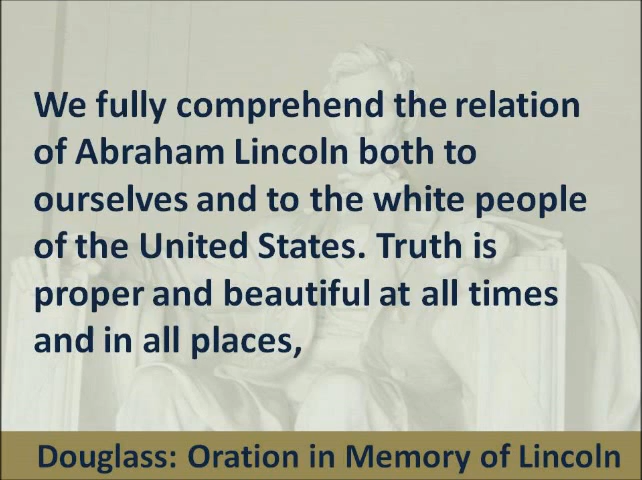 We fully comprehend the relation
of Abraham Lincoln both to
ourselves and to the white people
of the United States. Truth is
proper and beautiful at all times
and in all places,
Douglass: Oration in Memory of Lincoln